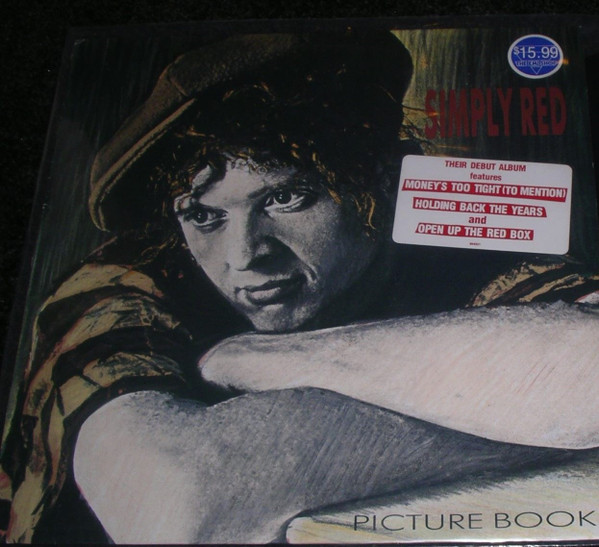 $15.99
SIMPLY RED
THEIR DEBUT ALBUM
features
MONEY'S TOO TIGHT (TO MENTION)
HOLDING BACK THE YEARS
and
OPEN UP THE RED BOX
PICTURE BOOK